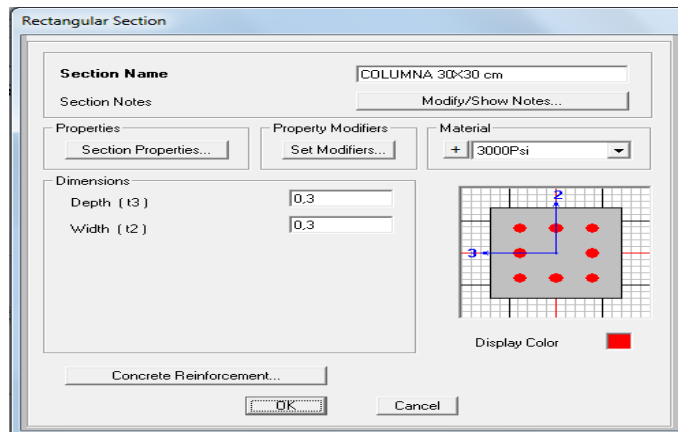 Rectangular Section
Section Name COLUMNA 30X30 cm
Section Notes Modify/Show Notes...
Properties Property Modifiers Material
Section Properties... Set Modifiers... + 3000Psi
Dimensions
Depth ( t3 ) 0,3
Width ( t2 ) 0,3
2
3
Display Color
Concrete Reinforcement...
OK Cancel